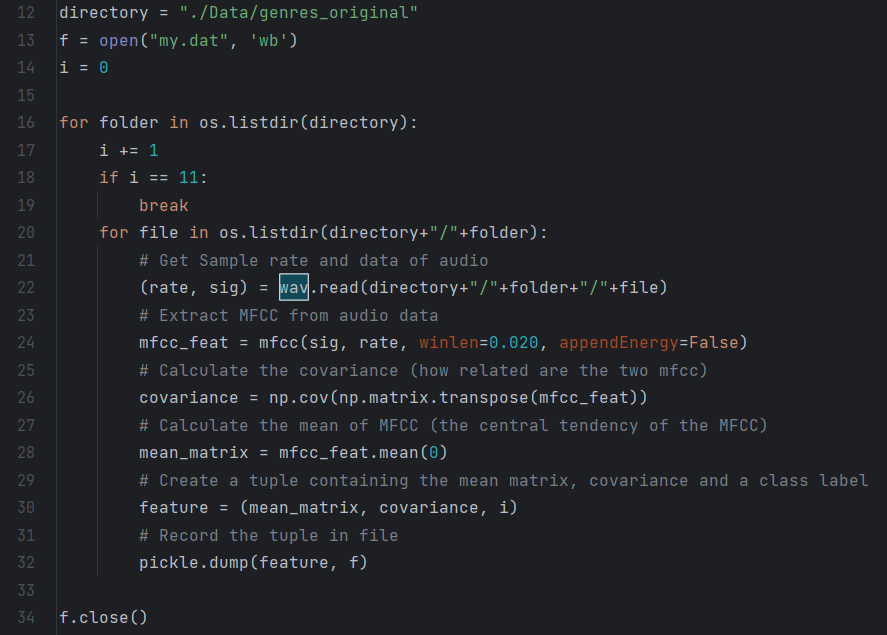 12 directory = "./Data/genres_original"
13 f = open("my.dat", 'wb')
14 i = 0
15
16 for folder in os.listdir(directory):
17     i += 1
18     if i == 11:
19         break
20     for file in os.listdir(directory+"/"+folder):
21         # Get Sample rate and data of audio
22         (rate, sig) = wav.read(directory+"/"+folder+"/"+file)
23         # Extract MFCC from audio data
24         mfcc_feat = mfcc(sig, rate, winlen=0.020, appendEnergy=False)
25         # Calculate the covariance (how related are the two mfcc)
26         covariance = np.cov(np.matrix.transpose(mfcc_feat))
27         # Calculate the mean of MFCC (the central tendency of the MFCC)
28         mean_matrix = mfcc_feat.mean(0)
29         # Create a tuple containing the mean matrix, covariance and a class label
30         feature = (mean_matrix, covariance, i)
31         # Record the tuple in file
32         pickle.dump(feature, f)
33
34 f.close()